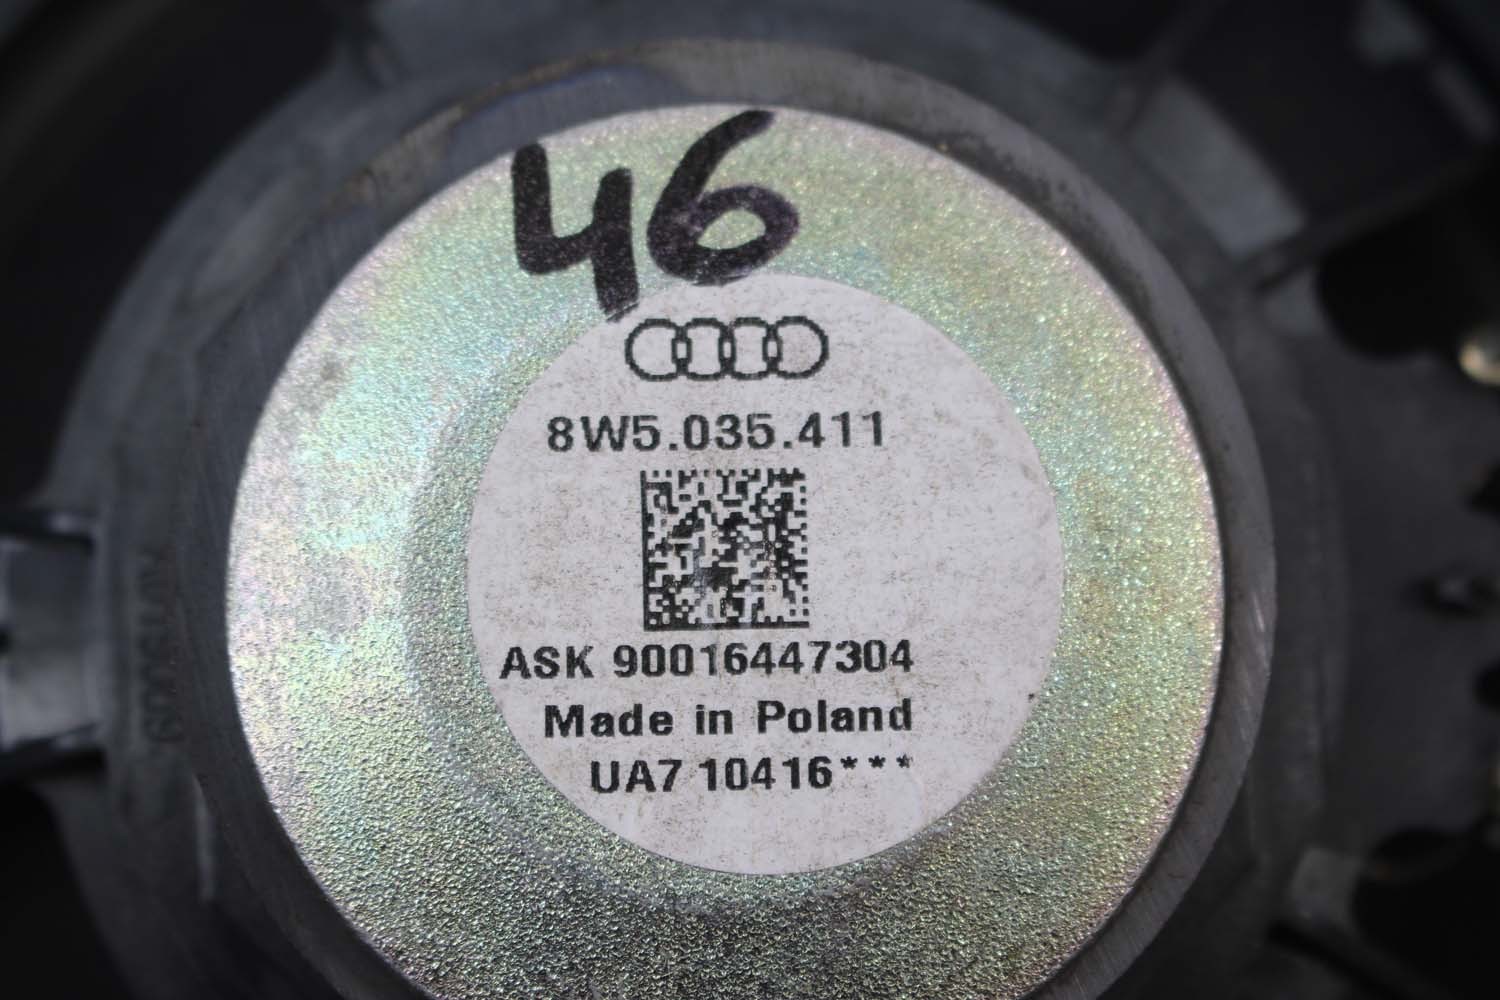 46
8W5.035.411
ASK 90016447304
Made in Poland
UA7 10416***